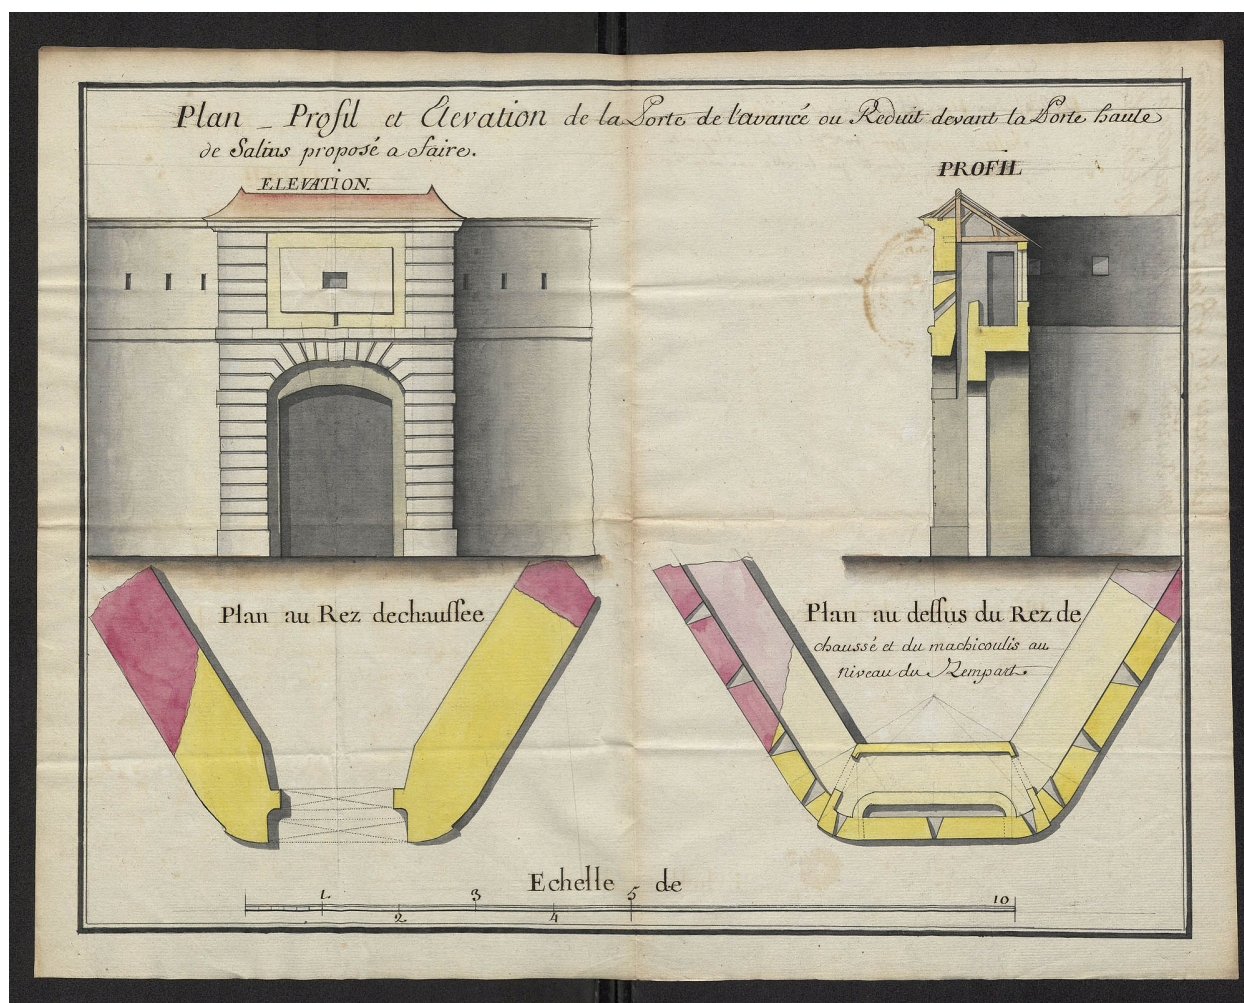 Plan _ Profil et Elevation de la Porte de l'avancé ou Reduit devant la Porte haute
de Salins proposé a faire.
ELEVATION.
PROFIL
Plan au Rez dechaussee
Plan au dessus du Rez de
chaussé et du machicoulis au
niveau du Rempart.
Echelle de
1. 2 3 4 5 10